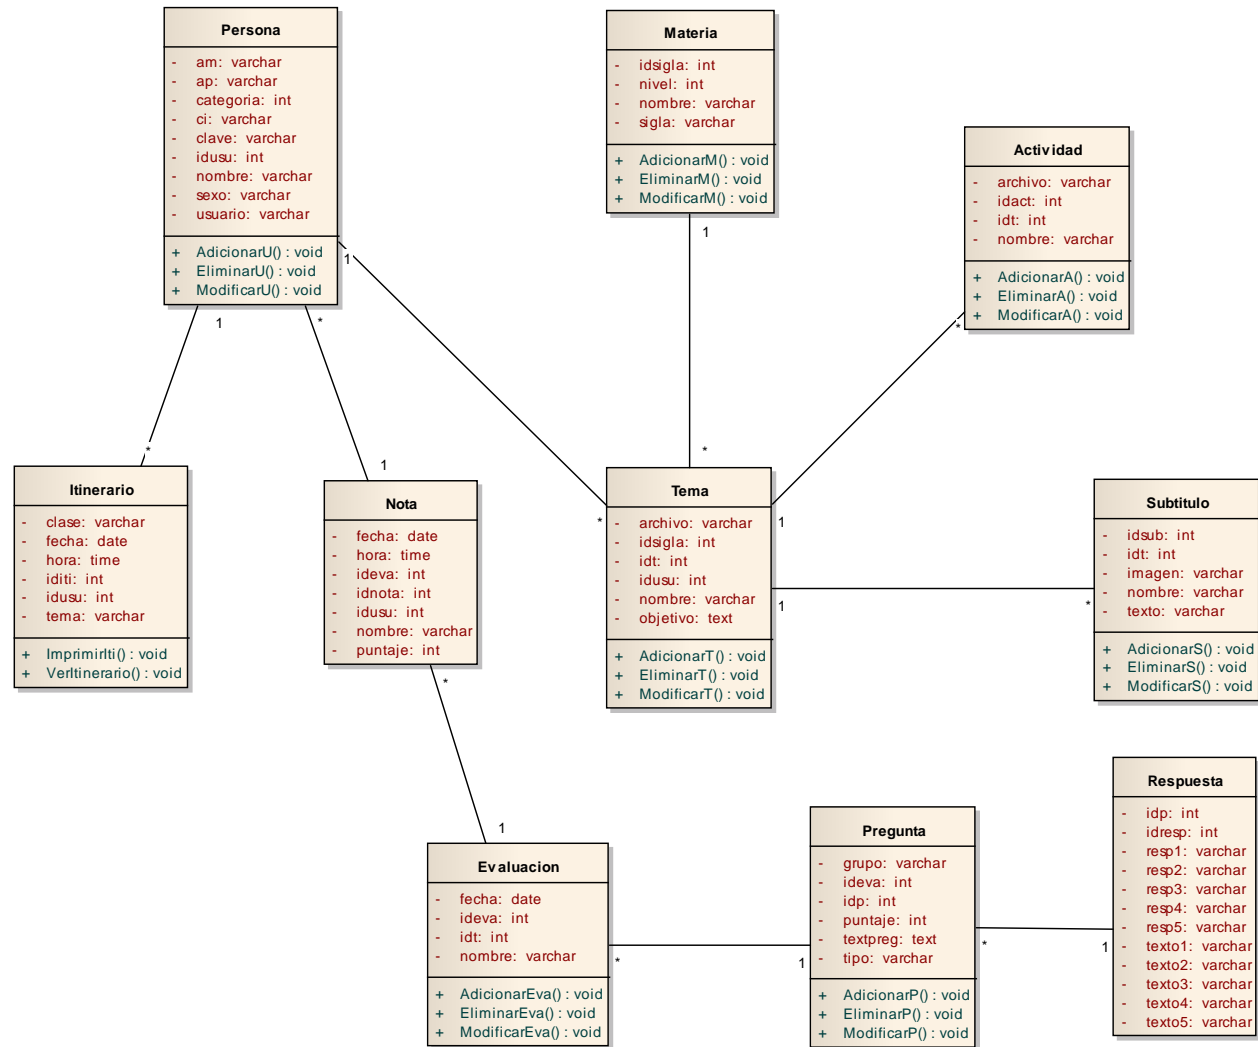 Persona
- am: varchar
- ap: varchar
- categoria: int
- ci: varchar
- clave: varchar
- idusu: int
- nombre: varchar
- sexo: varchar
- usuario: varchar
+ AdicionarU() : void
+ EliminarU() : void
+ ModificarU() : void
Materia
- idsigla: int
- nivel: int
- nombre: varchar
- sigla: varchar
+ AdicionarM() : void
+ EliminarM() : void
+ ModificarM() : void
Actividad
- archivo: varchar
- idact: int
- idt: int
- nombre: varchar
+ AdicionarA() : void
+ EliminarA() : void
+ ModificarA() : void
1
1
1
*
*
*
1
*
Itinerario
- clase: varchar
- fecha: date
- hora: time
- iditi: int
- idusu: int
- tema: varchar
+ ImprimirIti() : void
+ VerItinerario() : void
Nota
- fecha: date
- hora: time
- ideva: int
- idnota: int
- idusu: int
- nombre: varchar
- puntaje: int
Tema
- archivo: varchar
- idsigla: int
- idt: int
- idusu: int
- nombre: varchar
- objetivo: text
+ AdicionarT() : void
+ EliminarT() : void
+ ModificarT() : void
Subtitulo
- idsub: int
- idt: int
- imagen: varchar
- nombre: varchar
- texto: varchar
+ AdicionarS() : void
+ EliminarS() : void
+ ModificarS() : void
*
1
1
*
*
1
Evaluacion
- fecha: date
- ideva: int
- idt: int
- nombre: varchar
+ AdicionarEva() : void
+ EliminarEva() : void
+ ModificarEva() : void
Pregunta
- grupo: varchar
- ideva: int
- idp: int
- puntaje: int
- textpreg: text
- tipo: varchar
+ AdicionarP() : void
+ EliminarP() : void
+ ModificarP() : void
Respuesta
- idp: int
- idresp: int
- resp1: varchar
- resp2: varchar
- resp3: varchar
- resp4: varchar
- resp5: varchar
- texto1: varchar
- texto2: varchar
- texto3: varchar
- texto4: varchar
- texto5: varchar
*
1
*
1